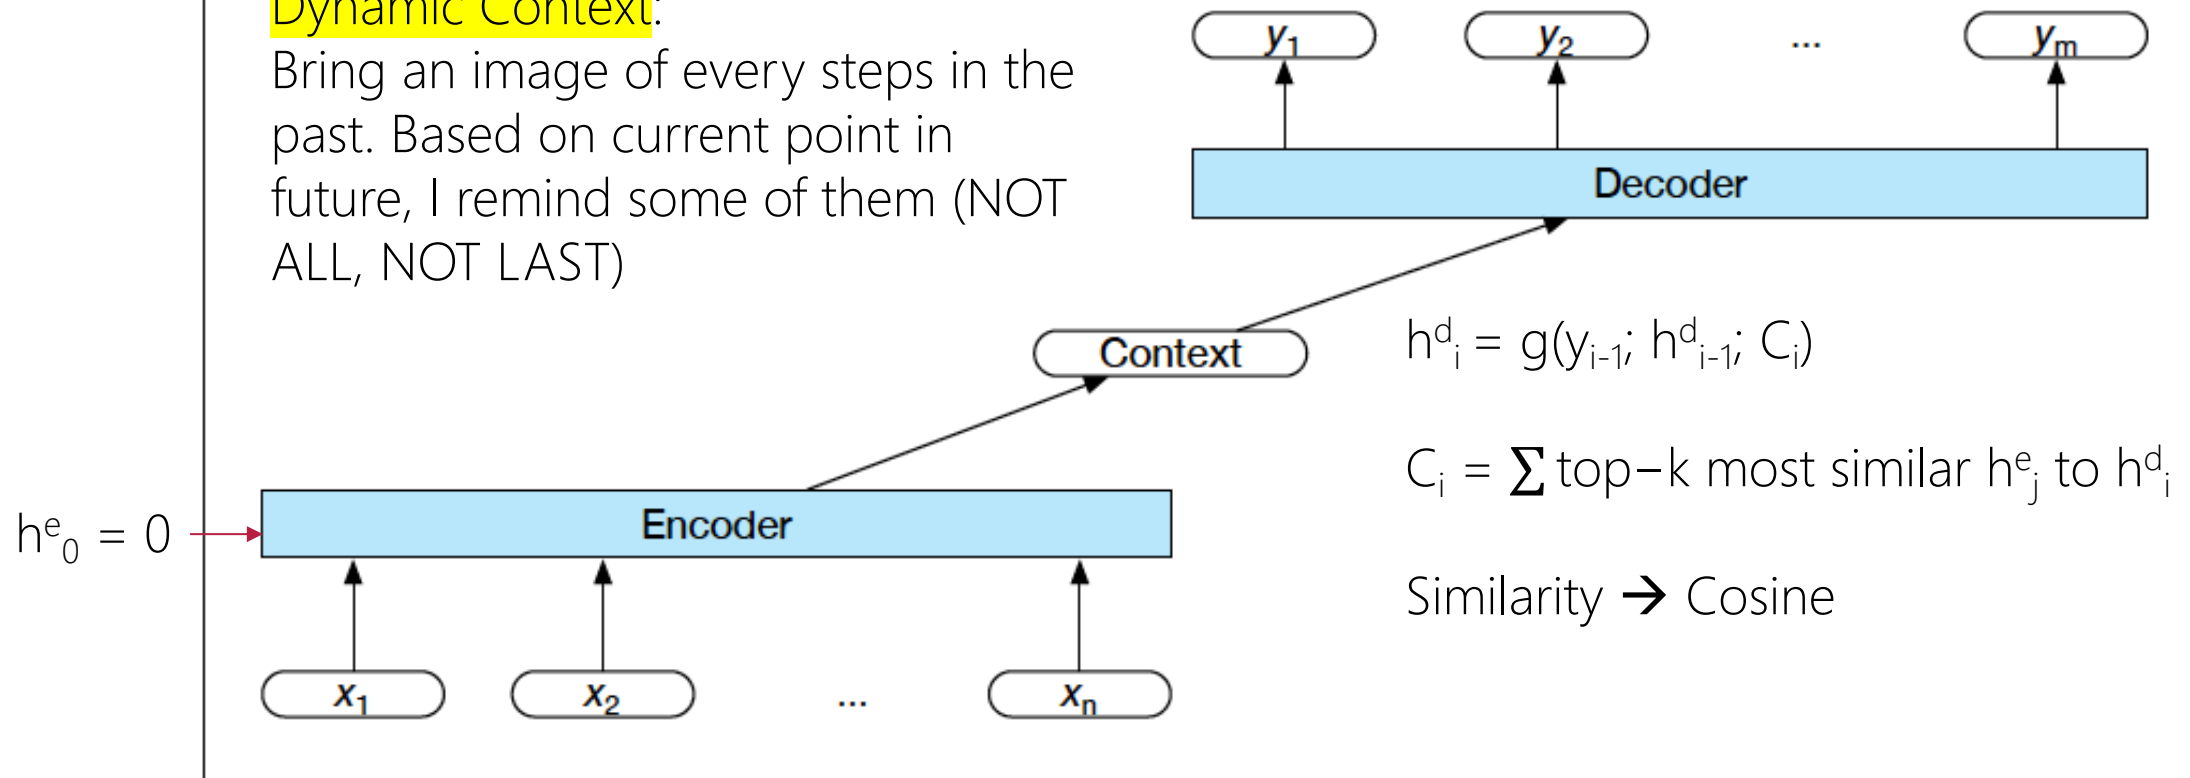 Dynamic Context:
Bring an image of every steps in the
past. Based on current point in
future, I remind some of them (NOT
ALL, NOT LAST)
y₁ y₂ ... yₘ
Decoder
Context
hᵈᵢ = g(yᵢ₋₁; hᵈᵢ₋₁; Cᵢ)
Cᵢ = ∑ top–k most similar hᵉⱼ to hᵈᵢ
Encoder
hᵉ₀ = 0
Similarity → Cosine
x₁ x₂ ... xₙ